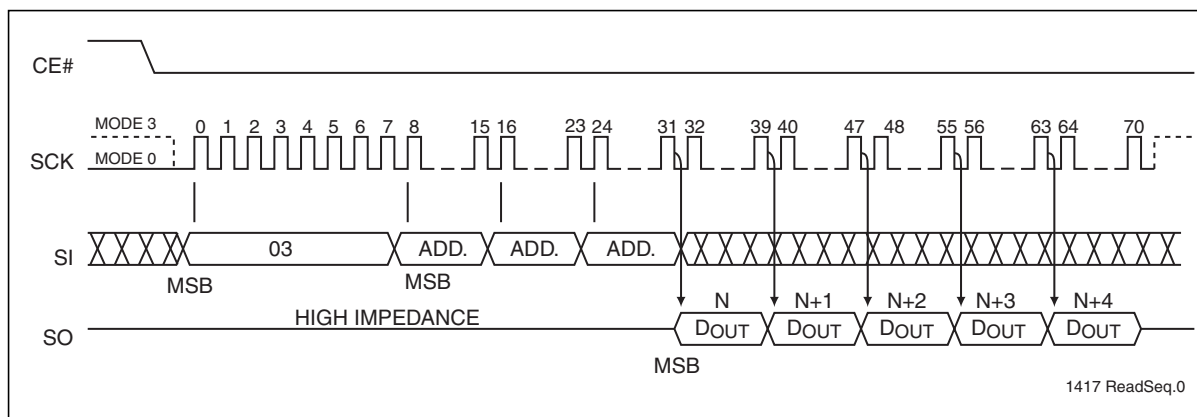 CE#
MODE 3
0 1 2 3 4 5 6 7 8 15 16 23 24 31 32 39 40 47 48 55 56 63 64 70
SCK
MODE 0
SI
03 ADD. ADD. ADD.
MSB MSB
N N+1 N+2 N+3 N+4
HIGH IMPEDANCE
SO
DOUT DOUT DOUT DOUT DOUT
MSB
1417 ReadSeq.0